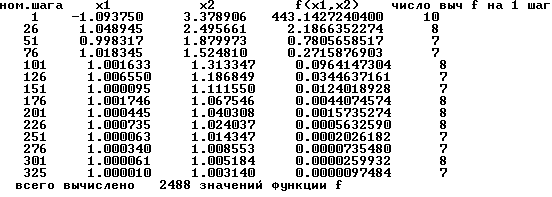 ном.шага x1 x2 f(x1,x2) число выч f на 1 шаг
1 -1.093750 3.378906 443.1427240400 10
26 1.048945 2.495661 2.1866352274 8
51 0.998317 1.879973 0.7805658517 7
76 1.018345 1.524810 0.2715876903 7
101 1.001633 1.313347 0.0964147304 8
126 1.006550 1.186849 0.0344637161 7
151 1.000095 1.111550 0.0124018928 7
176 1.001746 1.067546 0.0044074574 8
201 1.000445 1.040308 0.0015735274 8
226 1.000735 1.024037 0.0005632590 8
251 1.000063 1.014347 0.0002026182 7
276 1.000340 1.008553 0.0000735480 7
301 1.000061 1.005184 0.0000259932 8
325 1.000010 1.003140 0.0000097484 7
всего вычислено 2488 значений функции f